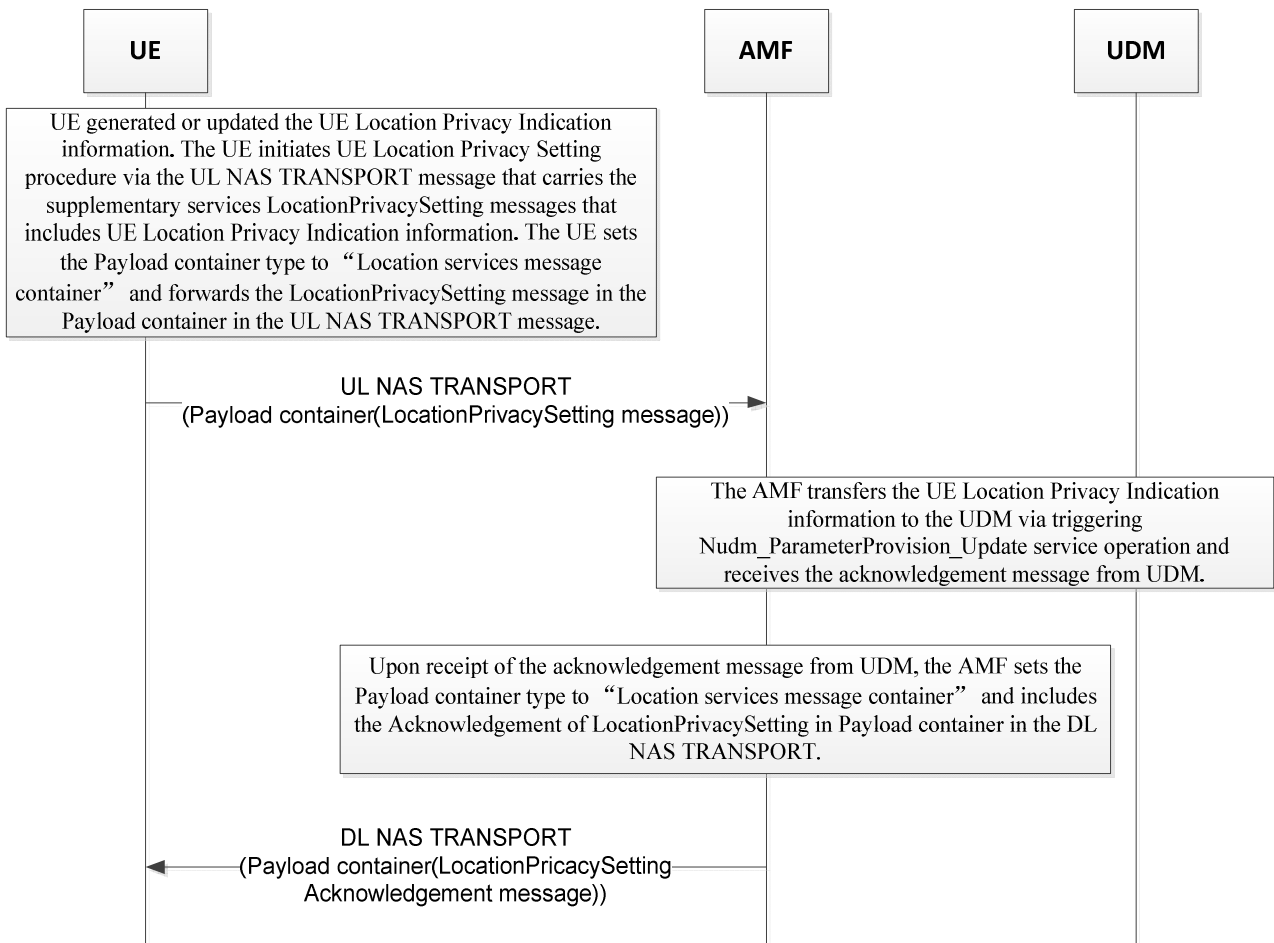 UE
AMF
UDM
UE generated or updated the UE Location Privacy Indication
information. The UE initiates UE Location Privacy Setting
procedure via the UL NAS TRANSPORT message that carries the
supplementary services LocationPrivacySetting messages that
includes UE Location Privacy Indication information. The UE sets
the Payload container type to “Location services message
container” and forwards the LocationPrivacySetting message in the
Payload container in the UL NAS TRANSPORT message.
UL NAS TRANSPORT
(Payload container(LocationPrivacySetting message))
The AMF transfers the UE Location Privacy Indication
information to the UDM via triggering
Nudm_ParameterProvision_Update service operation and
receives the acknowledgement message from UDM.
Upon receipt of the acknowledgement message from UDM, the AMF sets the
Payload container type to “Location services message container” and includes
the Acknowledgement of LocationPrivacySetting in Payload container in the DL
NAS TRANSPORT.
DL NAS TRANSPORT
(Payload container(LocationPricacySetting
Acknowledgement message))